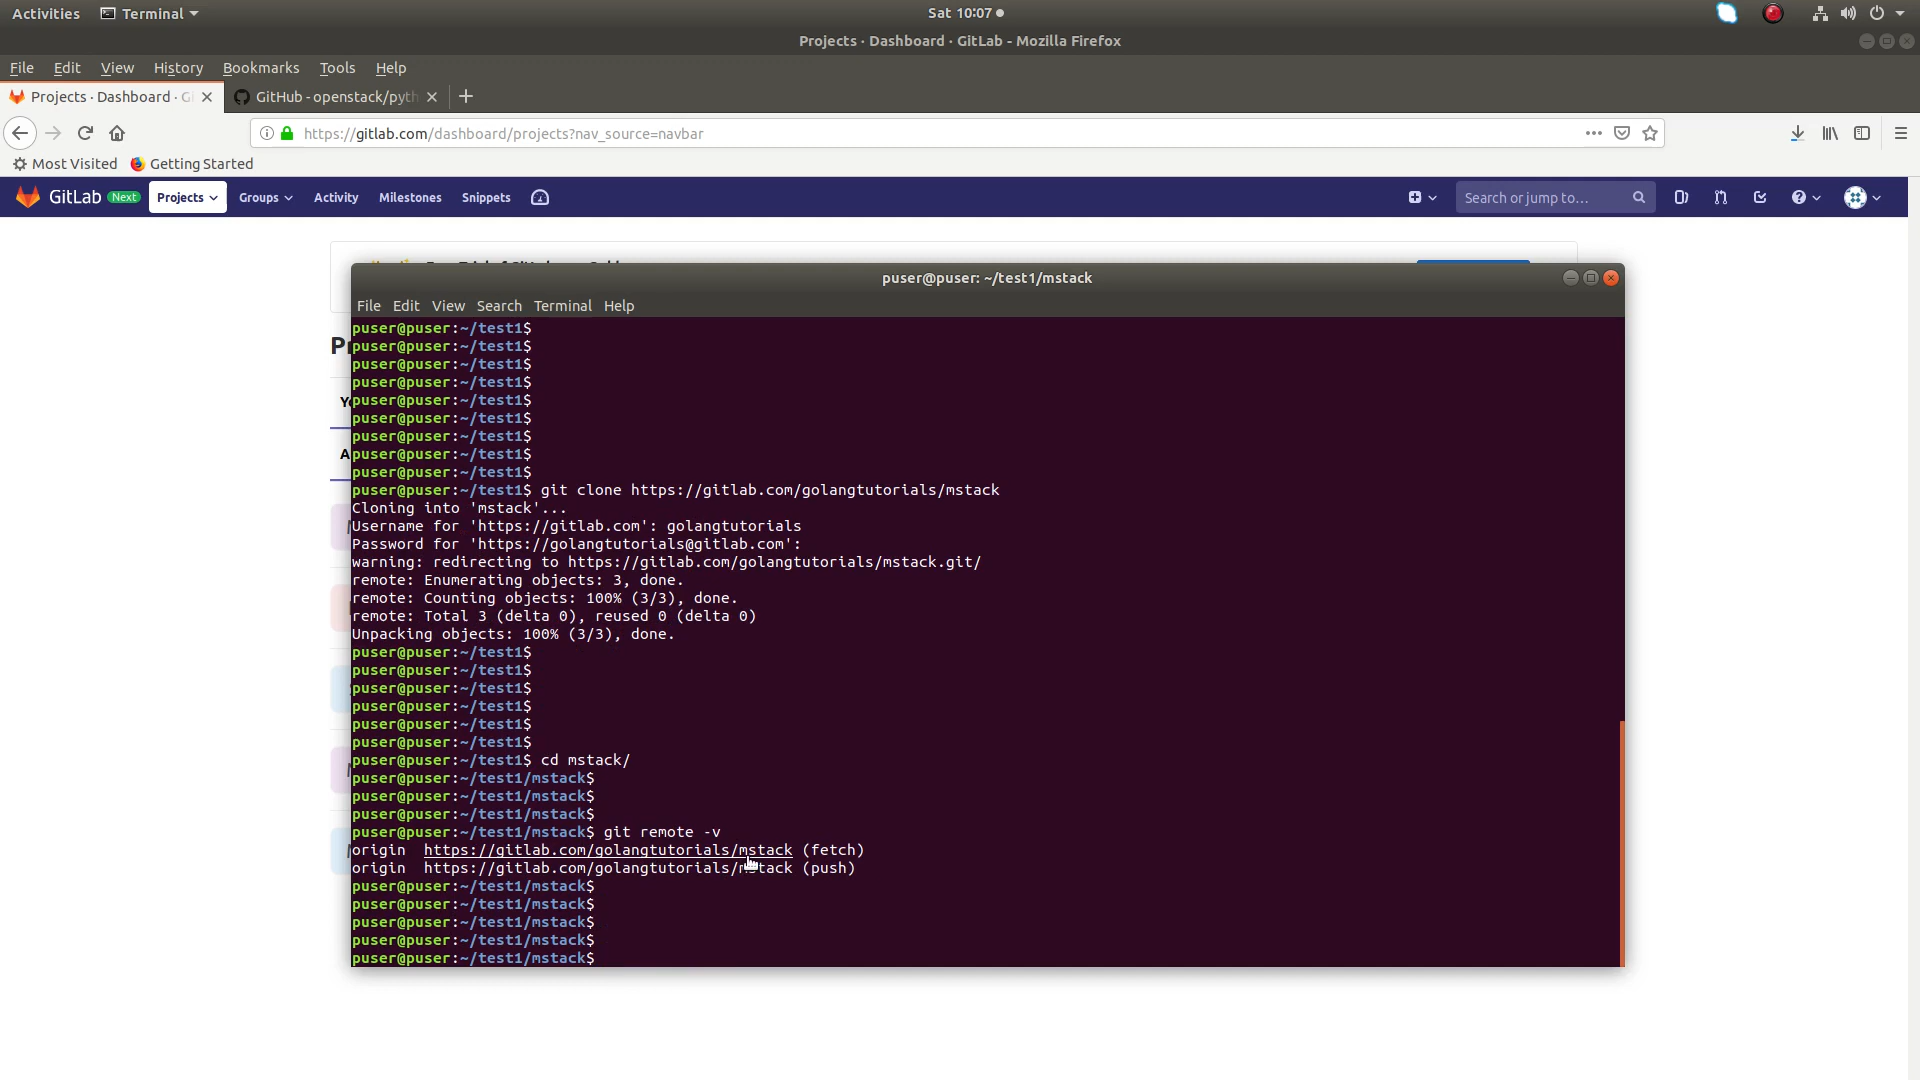 Activities
Terminal
Sat 10:07
Projects · Dashboard · GitLab - Mozilla Firefox
File Edit View History Bookmarks Tools Help
Projects · Dashboard · G
GitHub - openstack/pyth
https://gitlab.com/dashboard/projects?nav_source=navbar
Most Visited
Getting Started
GitLab Next Projects Groups Activity Milestones Snippets
Search or jump to...
puser@puser: ~/test1/mstack
File Edit View Search Terminal Help
puser@puser:~/test1$
puser@puser:~/test1$
puser@puser:~/test1$
puser@puser:~/test1$
puser@puser:~/test1$
puser@puser:~/test1$
puser@puser:~/test1$
puser@puser:~/test1$
puser@puser:~/test1$
puser@puser:~/test1$ git clone https://gitlab.com/golangtutorials/mstack
Cloning into 'mstack'...
Username for 'https://gitlab.com': golangtutorials
Password for 'https://golangtutorials@gitlab.com':
warning: redirecting to https://gitlab.com/golangtutorials/mstack.git/
remote: Enumerating objects: 3, done.
remote: Counting objects: 100% (3/3), done.
remote: Total 3 (delta 0), reused 0 (delta 0)
Unpacking objects: 100% (3/3), done.
puser@puser:~/test1$
puser@puser:~/test1$
puser@puser:~/test1$
puser@puser:~/test1$
puser@puser:~/test1$
puser@puser:~/test1$
puser@puser:~/test1$ cd mstack/
puser@puser:~/test1/mstack$
puser@puser:~/test1/mstack$
puser@puser:~/test1/mstack$
puser@puser:~/test1/mstack$ git remote -v
origin https://gitlab.com/golangtutorials/mstack (fetch)
origin https://gitlab.com/golangtutorials/mstack (push)
puser@puser:~/test1/mstack$
puser@puser:~/test1/mstack$
puser@puser:~/test1/mstack$
puser@puser:~/test1/mstack$
puser@puser:~/test1/mstack$